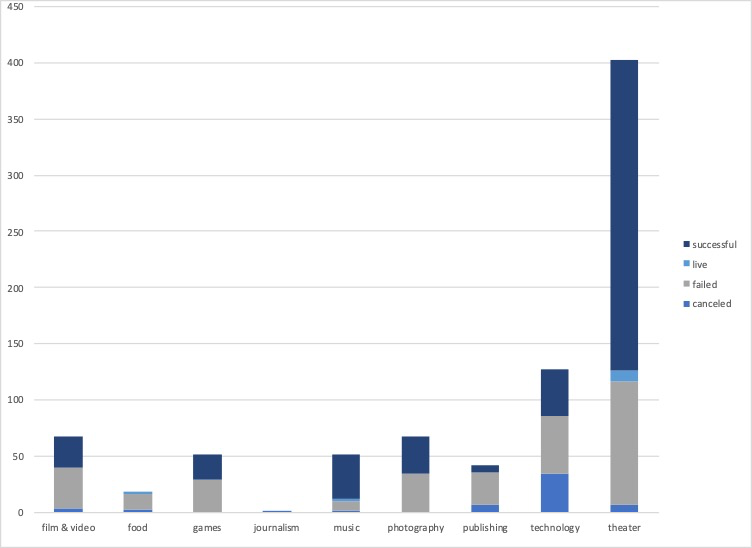 450
400
350
300
250
200
150
100
50
0
film & video food games journalism music photography publishing technology theater
successful
live
failed
canceled